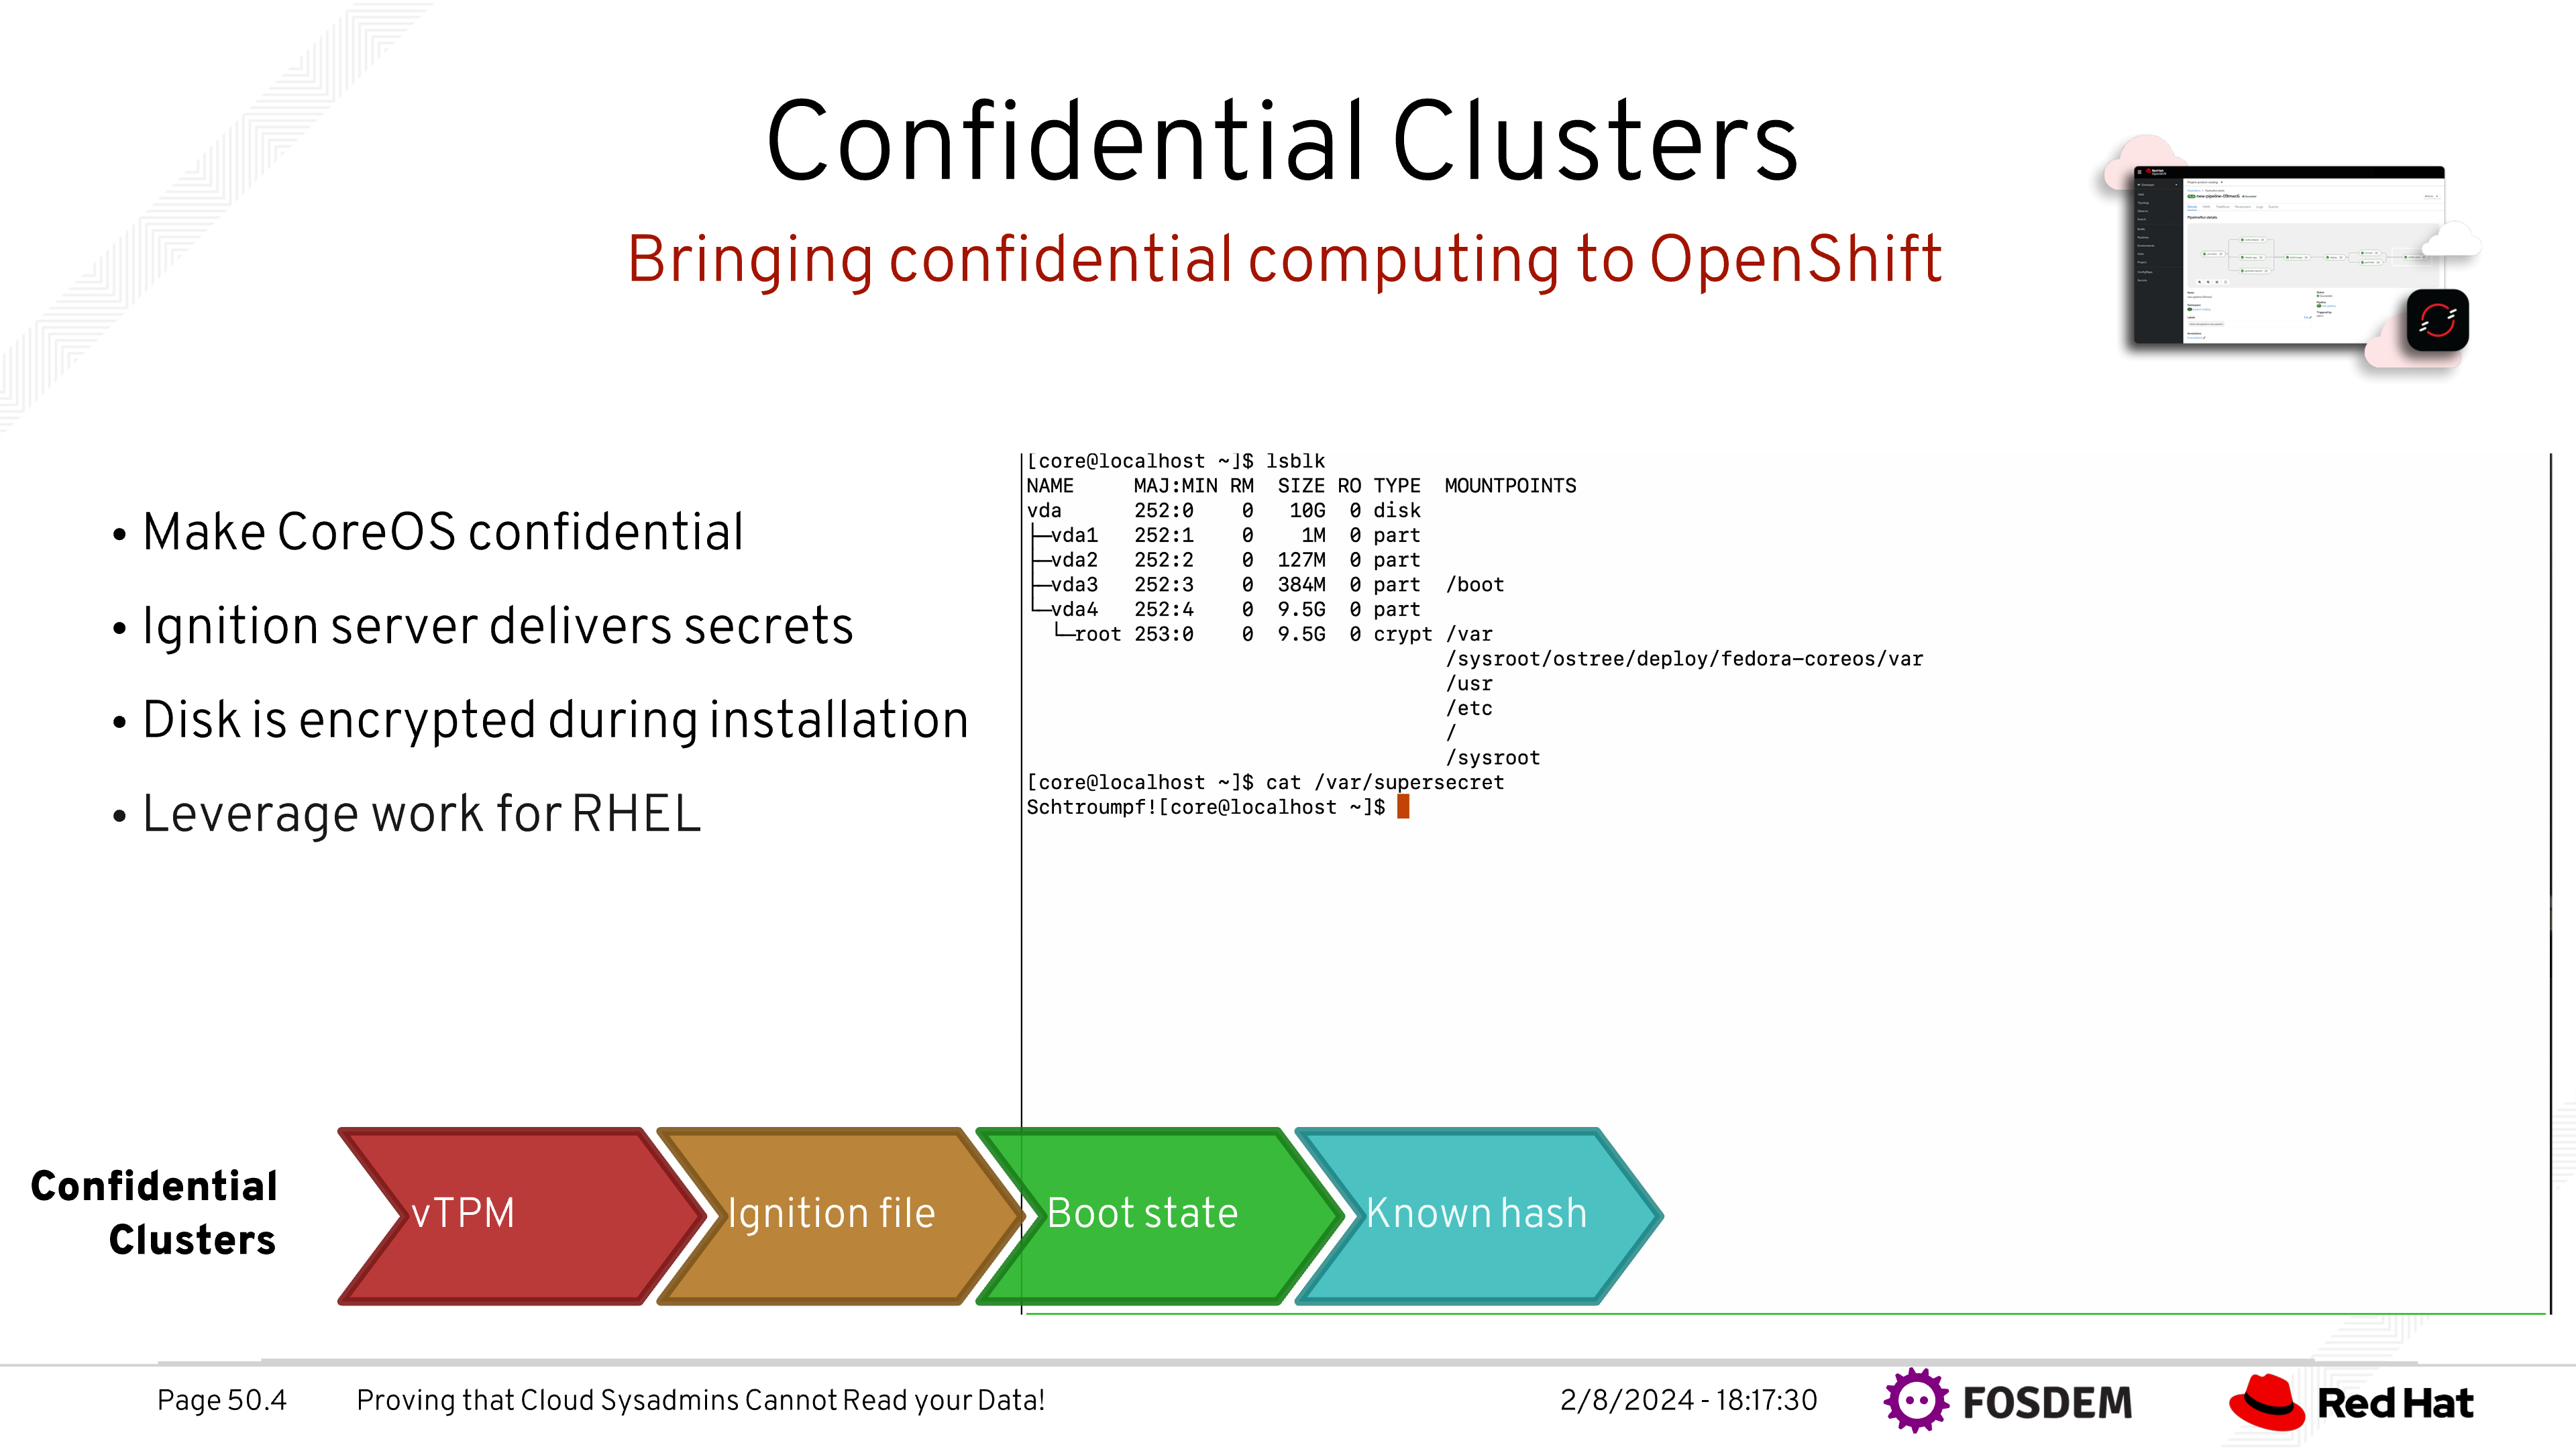 Confidential Clusters
Bringing confidential computing to OpenShift
• Make CoreOS confidential
• Ignition server delivers secrets
• Disk is encrypted during installation
• Leverage work for RHEL
[core@localhost ~]$ lsblk
NAME     MAJ:MIN RM  SIZE RO TYPE  MOUNTPOINTS
vda      252:0    0   10G  0 disk
├─vda1   252:1    0    1M  0 part
├─vda2   252:2    0  127M  0 part
├─vda3   252:3    0  384M  0 part  /boot
└─vda4   252:4    0  9.5G  0 part
  └─root 253:0    0  9.5G  0 crypt /var
/sysroot/ostree/deploy/fedora-coreos/var
/usr
/etc
/
/sysroot
[core@localhost ~]$ cat /var/supersecret
Schtroumpf![core@localhost ~]$
Confidential
Clusters
vTPM
Ignition file
Boot state
Known hash
Page 50.4
Proving that Cloud Sysadmins Cannot Read your Data!
2/8/2024 - 18:17:30
FOSDEM
Red Hat